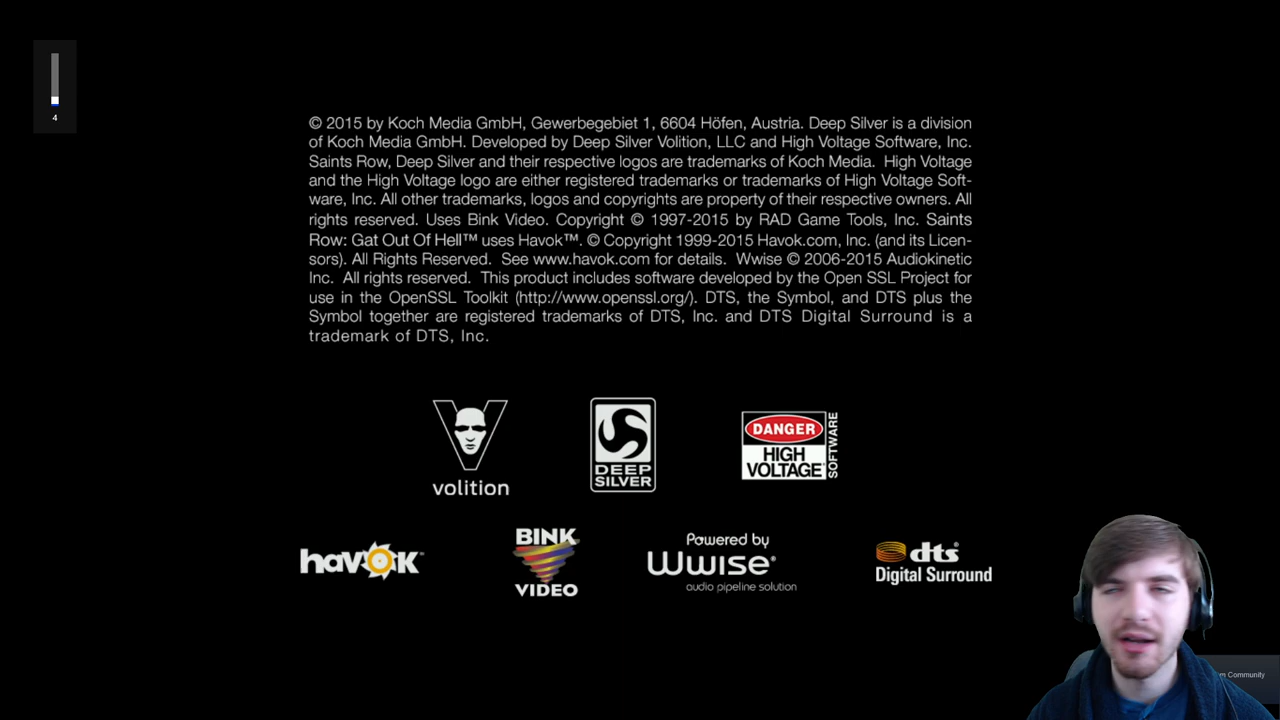 4
© 2015 by Koch Media GmbH, Gewerbegebiet 1, 6604 Höfen, Austria. Deep Silver is a division
of Koch Media GmbH. Developed by Deep Silver Volition, LLC and High Voltage Software, Inc.
Saints Row, Deep Silver and their respective logos are trademarks of Koch Media. High Voltage
and the High Voltage logo are either registered trademarks or trademarks of High Voltage Soft-
ware, Inc. All other trademarks, logos and copyrights are property of their respective owners. All
rights reserved. Uses Bink Video. Copyright © 1997-2015 by RAD Game Tools, Inc. Saints
Row: Gat Out Of Hell™ uses Havok™. © Copyright 1999-2015 Havok.com, Inc. (and its Licen-
sors). All Rights Reserved. See www.havok.com for details. Wwise © 2006-2015 Audiokinetic
Inc. All rights reserved. This product includes software developed by the Open SSL Project for
use in the OpenSSL Toolkit (http://www.openssl.org/). DTS, the Symbol, and DTS plus the
Symbol together are registered trademarks of DTS, Inc. and DTS Digital Surround is a
trademark of DTS, Inc.
volition
DEEP
SILVER
DANGER
HIGH
VOLTAGE
SOFTWARE
havok™
BINK
VIDEO
Powered by
Wwise®
audio pipeline solution
dts®
Digital Surround
Community